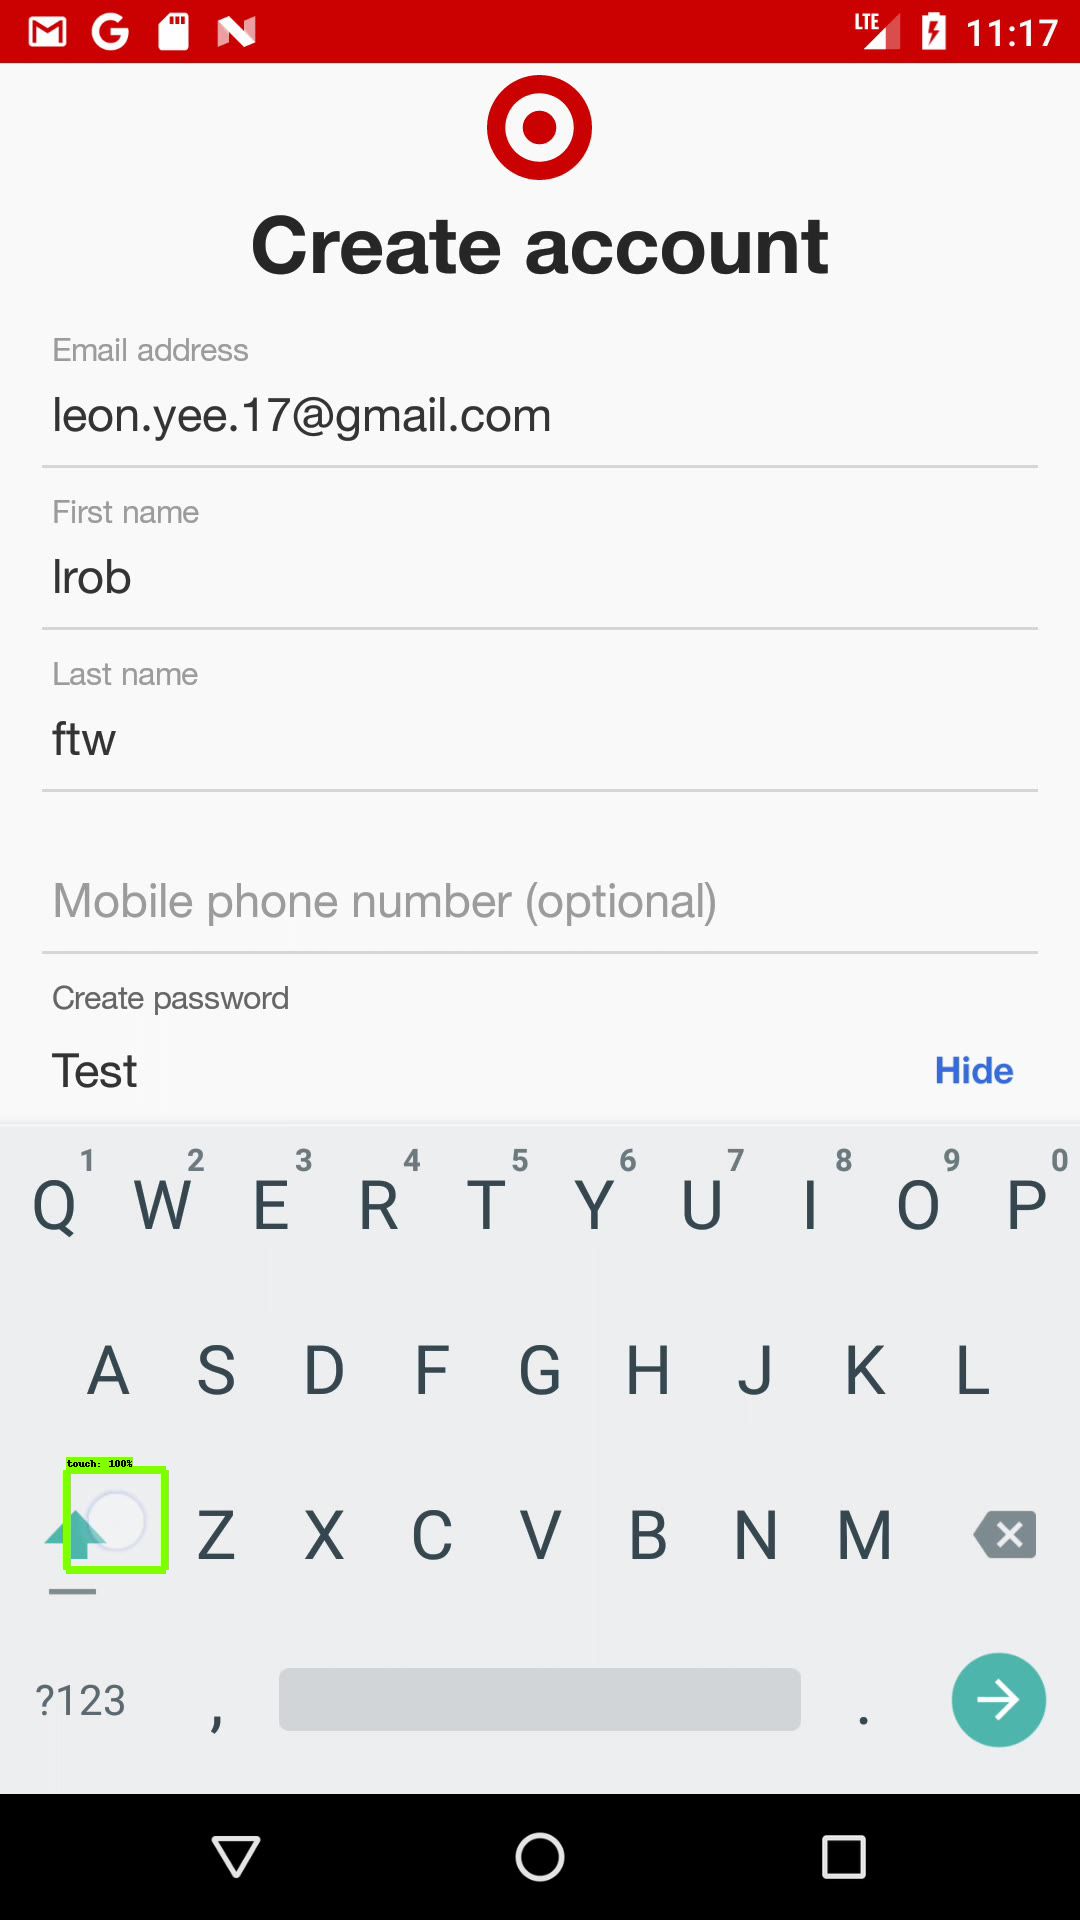 LTE 11:17
Create account
Email address
leon.yee.17@gmail.com
First name
lrob
Last name
ftw
Mobile phone number (optional)
Create password
Test Hide
1 2 3 4 5 6 7 8 9 0
Q W E R T Y U I O P
A S D F G H J K L
touch: 100%
Z X C V B N M
?123 , .